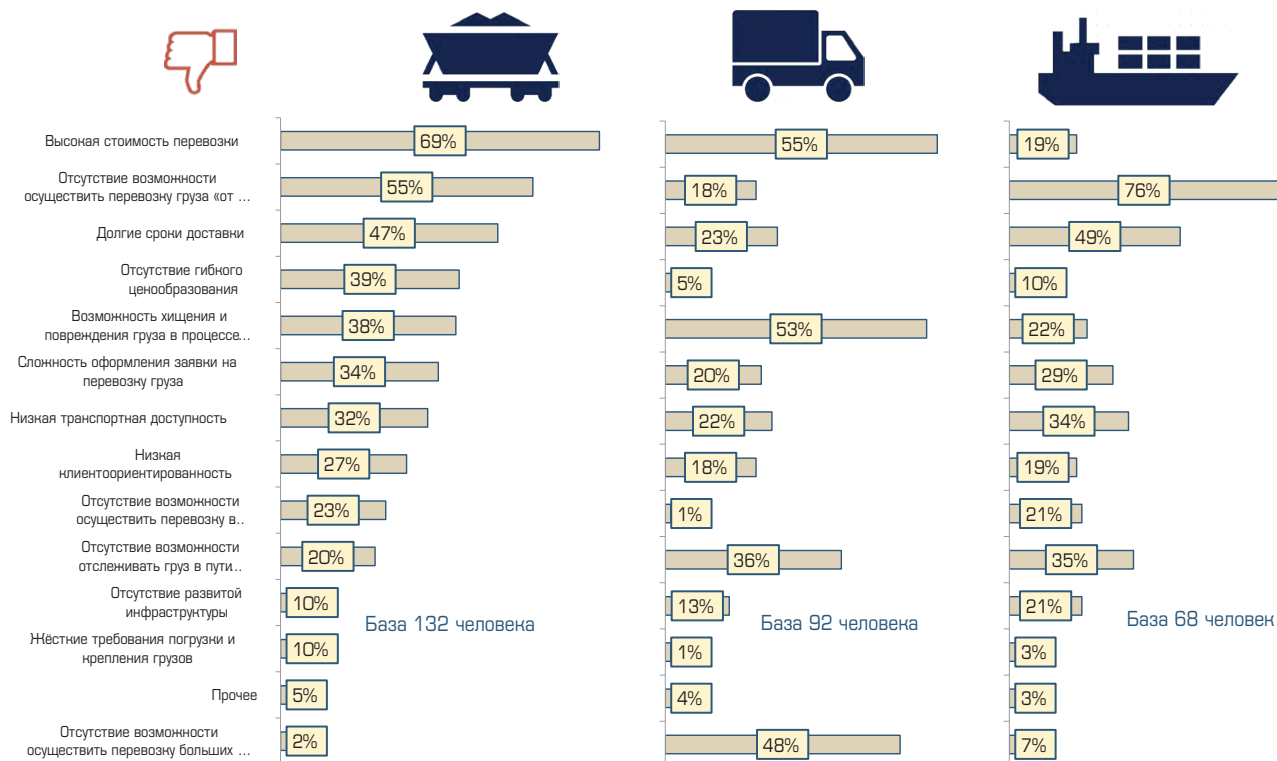 Высокая стоимость перевозки
69%
55%
19%
Отсутствие возможности
осуществить перевозку груза «от ...
55%
18%
76%
Долгие сроки доставки
47%
23%
49%
Отсутствие гибкого
ценообразования
39%
5%
10%
Возможность хищения и
повреждения груза в процессе...
38%
53%
22%
Сложность оформления заявки на
перевозку груза
34%
20%
29%
Низкая транспортная доступность
32%
22%
34%
Низкая
клиентоориентированность
27%
18%
19%
Отсутствие возможности
осуществить перевозку в..
23%
1%
21%
Отсутствие возможности
отслеживать груз в пути..
20%
36%
35%
Отсутствие развитой
инфраструктуры
10%
13%
21%
База 132 человека
База 92 человека
База 68 человек
Жёсткие требования погрузки и
крепления грузов
10%
1%
3%
Прочее
5%
4%
3%
Отсутствие возможности
осуществить перевозку больших ...
2%
48%
7%